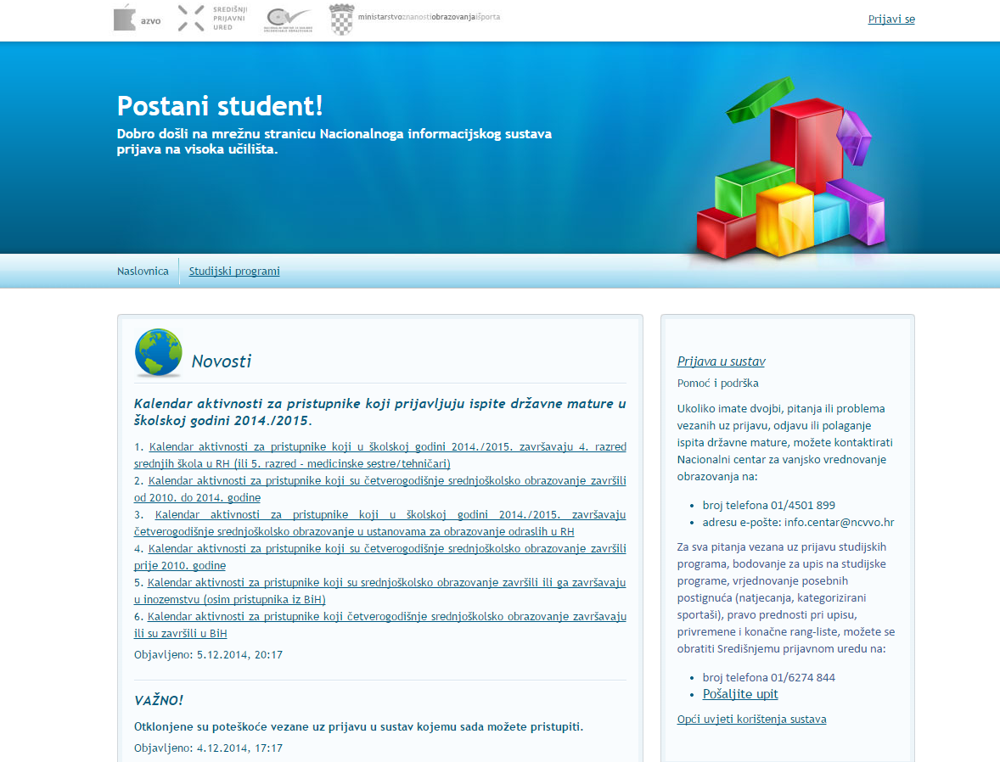 azvo
SREDIŠNJI
PRIJAVNI
URED
ministarstvoznanostiobrazovanjaišporta
Prijavi se
Postani student!
Dobro došli na mrežnu stranicu Nacionalnoga informacijskog sustava
prijava na visoka učilišta.
Naslovnica
Studijski programi
Novosti
Kalendar aktivnosti za pristupnike koji prijavljuju ispite državne mature u
školskoj godini 2014./2015.
1. Kalendar aktivnosti za pristupnike koji u školskoj godini 2014./2015. završavaju 4. razred
srednjih škola u RH (ili 5. razred - medicinske sestre/tehničari)
2. Kalendar aktivnosti za pristupnike koji su četverogodišnje srednjoškolsko obrazovanje završili
od 2010. do 2014. godine
3. Kalendar aktivnosti za pristupnike koji u školskoj godini 2014./2015. završavaju
četverogodišnje srednjoškolsko obrazovanje u ustanovama za obrazovanje odraslih u RH
4. Kalendar aktivnosti za pristupnike koji su četverogodišnje srednjoškolsko obrazovanje završili
prije 2010. godine
5. Kalendar aktivnosti za pristupnike koji su srednjoškolsko obrazovanje završili ili ga završavaju
u inozemstvu (osim pristupnika iz BiH)
6. Kalendar aktivnosti za pristupnike koji četverogodišnje srednjoškolsko obrazovanje završavaju
ili su završili u BiH
Objavljeno: 5.12.2014, 20:17
VAŽNO!
Otklonjene su poteškoće vezane uz prijavu u sustav kojemu sada možete pristupiti.
Objavljeno: 4.12.2014, 17:17
Prijava u sustav
Pomoć i podrška
Ukoliko imate dvojbi, pitanja ili problema
vezanih uz prijavu, odjavu ili polaganje
ispita državne mature, možete kontaktirati
Nacionalni centar za vanjsko vrednovanje
obrazovanja na:
• broj telefona 01/4501 899
• adresu e-pošte: info.centar@ncvvo.hr
Za sva pitanja vezana uz prijavu studijskih
programa, bodovanje za upis na studijske
programe, vrjednovanje posebnih
postignuća (natjecanja, kategorizirani
sportaši), pravo prednosti pri upisu,
privremene i konačne rang-liste, možete se
obratiti Središnjemu prijavnom uredu na:
• broj telefona 01/6274 844
• Pošaljite upit
Opći uvjeti korištenja sustava